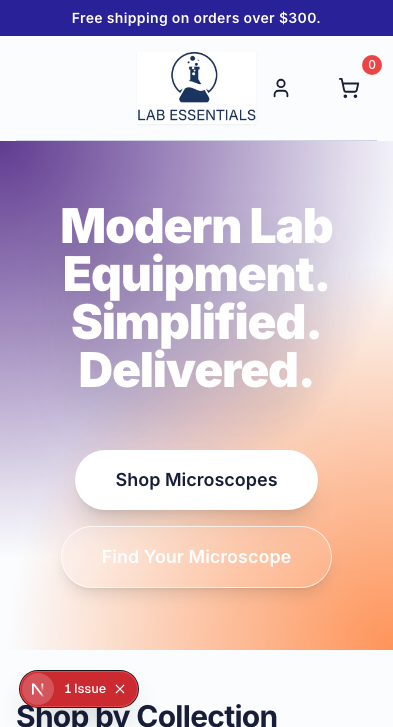 Free shipping on orders over $300.
0
LAB ESSENTIALS
Modern Lab
Equipment.
Simplified.
Delivered.
Shop Microscopes
Find Your Microscope
N 1 Issue
Shop by Collection